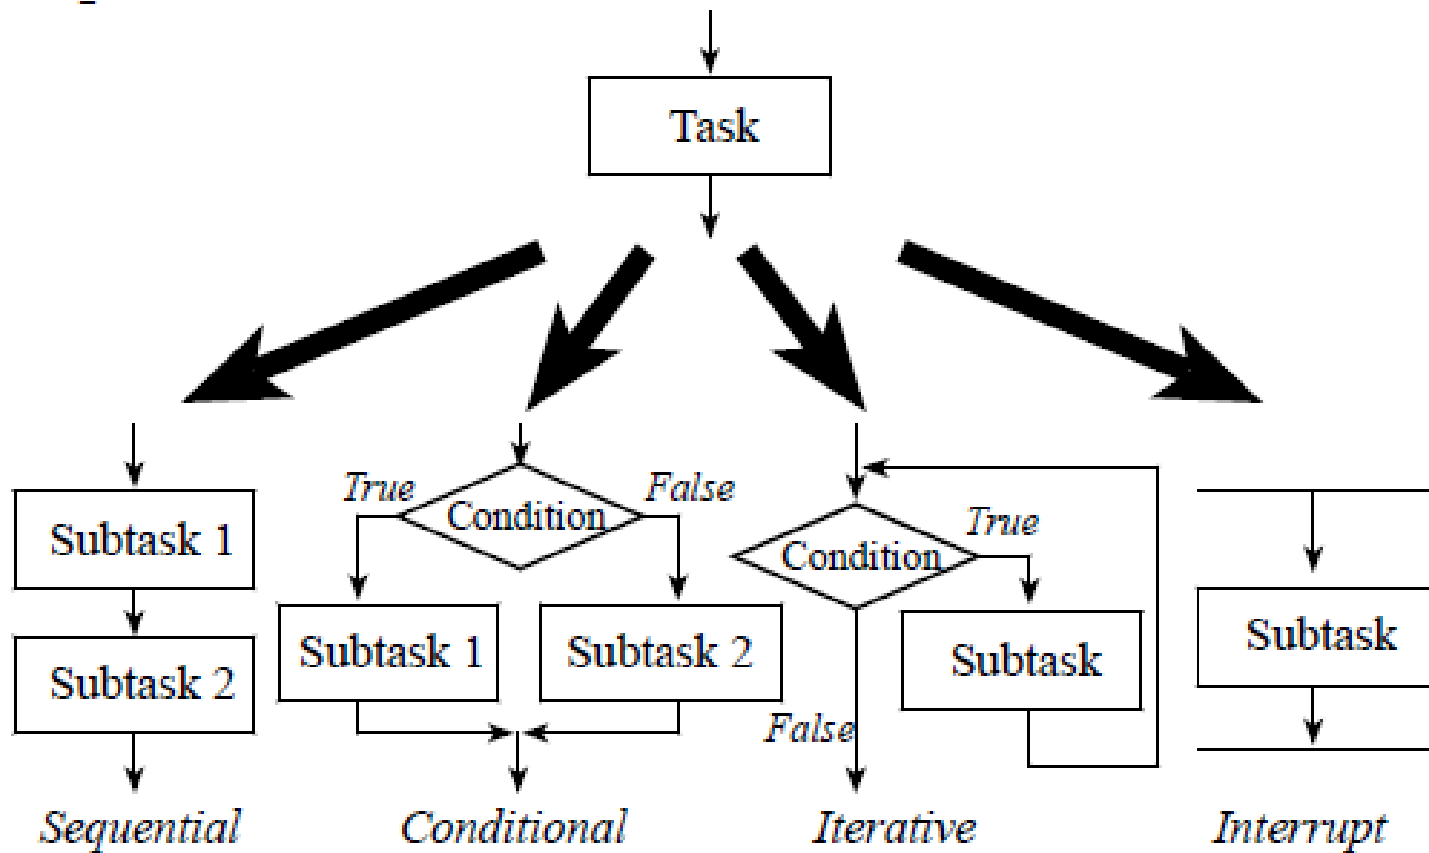 Task
True
False
Condition
Subtask 1
Subtask 2
Sequential
Subtask 1
Subtask 2
Conditional
True
Condition
Subtask
False
Iterative
Subtask
Interrupt